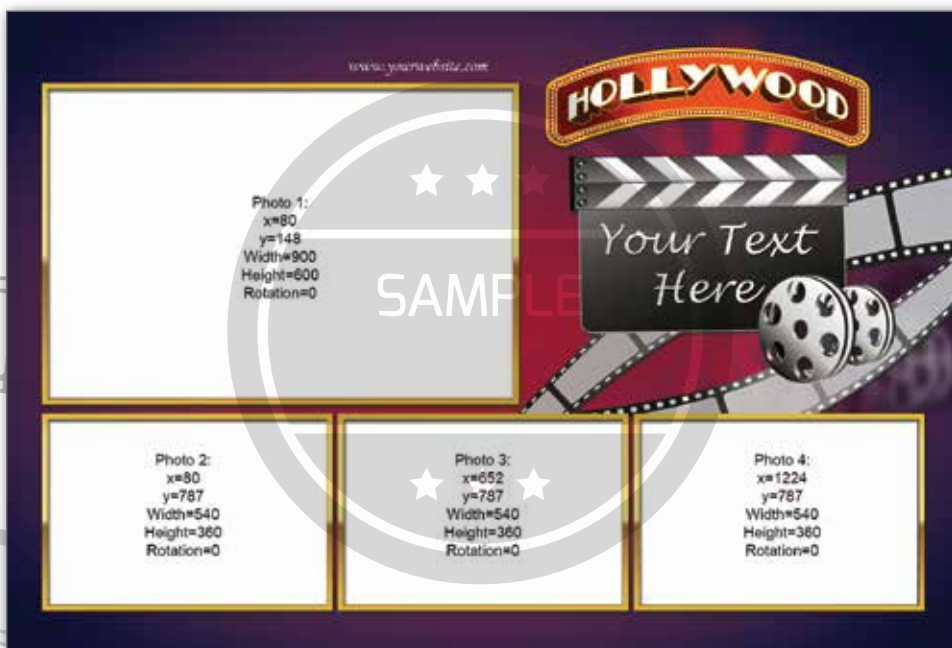 www.yourwebsite.com
HOLLYWOOD
Your Text
Here
Photo 1:
x=80
y=148
Width=900
Height=600
Rotation=0
SAMPLE
Photo 2:
x=80
y=787
Width=540
Height=360
Rotation=0
Photo 3:
x=652
y=787
Width=540
Height=360
Rotation=0
Photo 4:
x=1224
y=787
Width=540
Height=360
Rotation=0